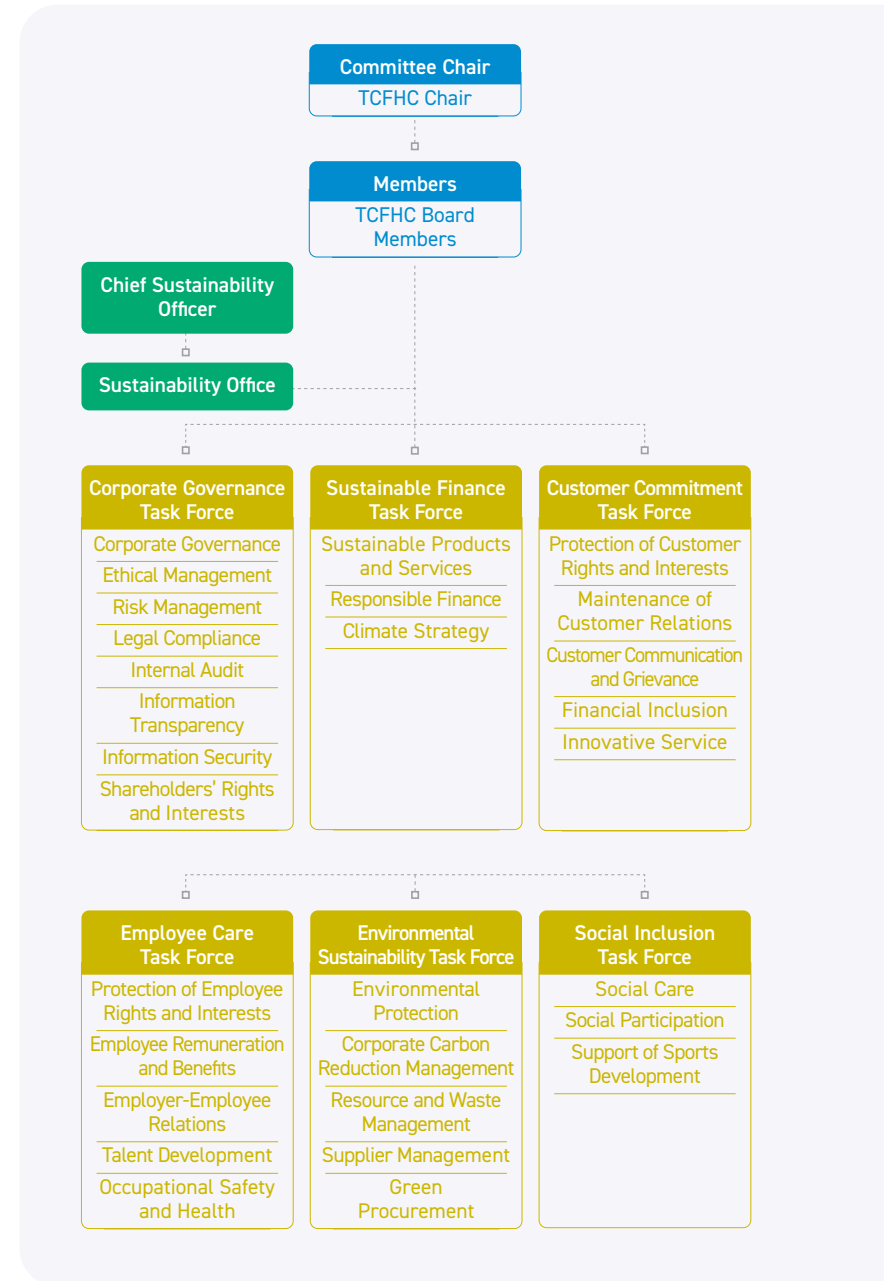 Committee Chair
TCFHC Chair
Members
TCFHC Board
Members
Chief Sustainability
Officer
Sustainability Office
Corporate Governance
Task Force
Corporate Governance
Ethical Management
Risk Management
Legal Compliance
Internal Audit
Information
Transparency
Information Security
Shareholders' Rights
and Interests
Sustainable Finance
Task Force
Sustainable Products
and Services
Responsible Finance
Climate Strategy
Customer Commitment
Task Force
Protection of Customer
Rights and Interests
Maintenance of
Customer Relations
Customer Communication
and Grievance
Financial Inclusion
Innovative Service
Employee Care
Task Force
Protection of Employee
Rights and Interests
Employee Remuneration
and Benefits
Employer-Employee
Relations
Talent Development
Occupational Safety
and Health
Environmental
Sustainability Task Force
Environmental
Protection
Corporate Carbon
Reduction Management
Resource and Waste
Management
Supplier Management
Green
Procurement
Social Inclusion
Task Force
Social Care
Social Participation
Support of Sports
Development